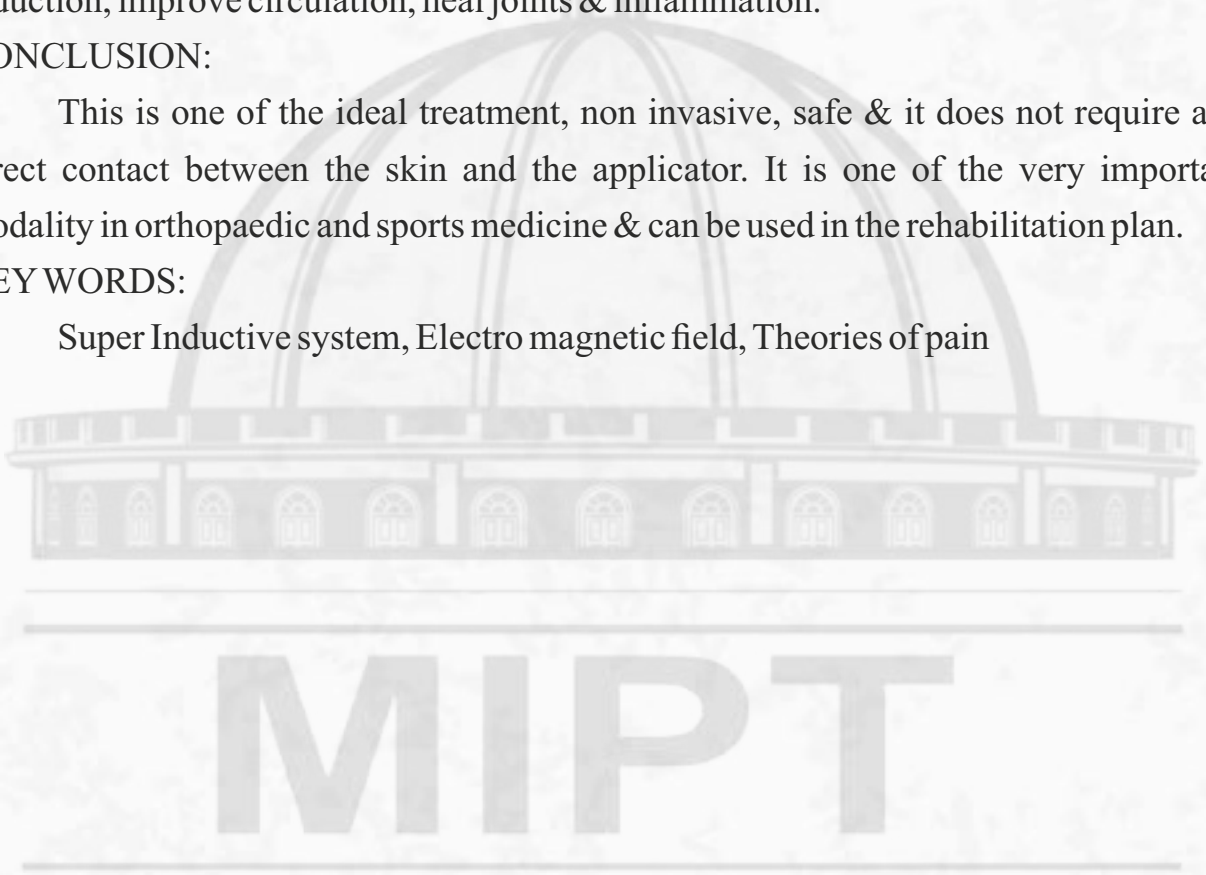 duction, improve circulation, heal joints & inflammation.
ONCLUSION:
This is one of the ideal treatment, non invasive, safe & it does not require a
rect contact between the skin and the applicator. It is one of the very importa
odality in orthopaedic and sports medicine & can be used in the rehabilitation plan.
EY WORDS:
Super Inductive system, Electro magnetic field, Theories of pain
MIPT